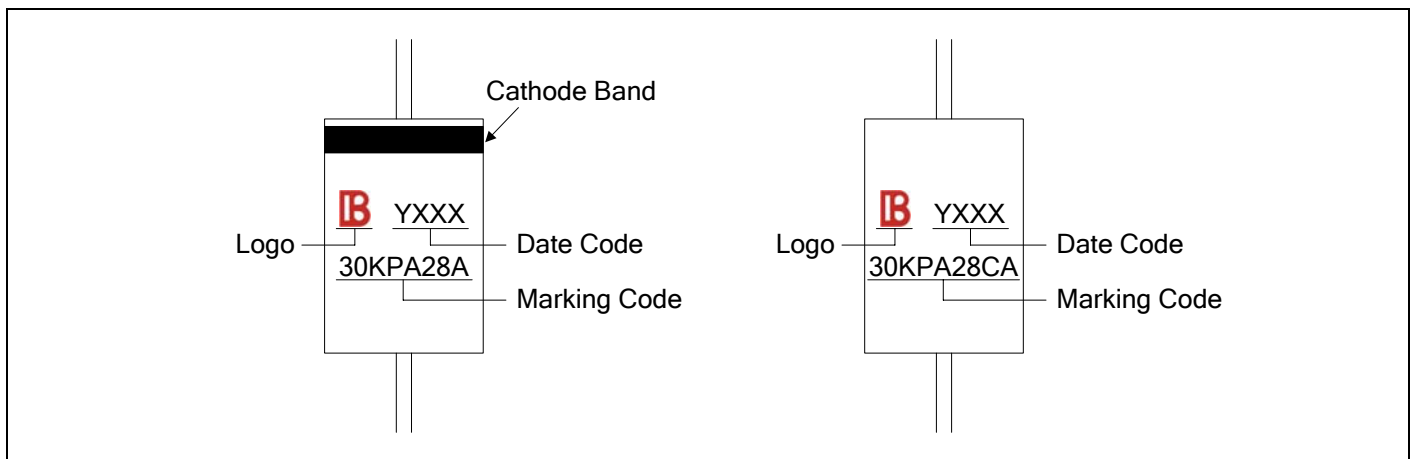 Cathode Band
B YXXX
Logo
Date Code
30KPA28A
Marking Code
B YXXX
Logo
Date Code
30KPA28CA
Marking Code